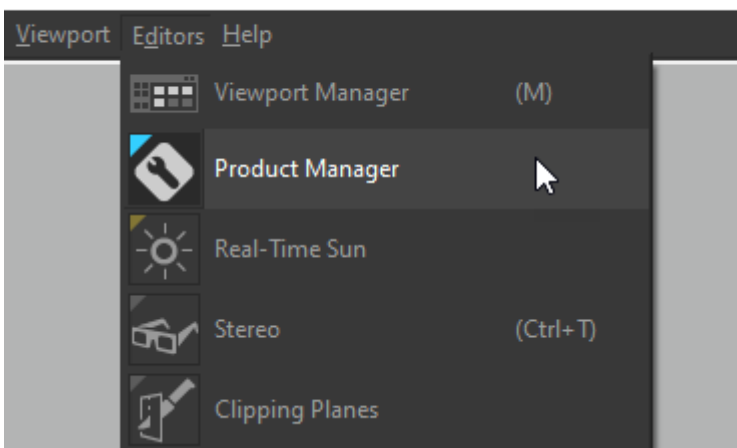 Viewport Editors Help
Viewport Manager (M)
Product Manager
Real-Time Sun
Stereo (Ctrl+T)
Clipping Planes